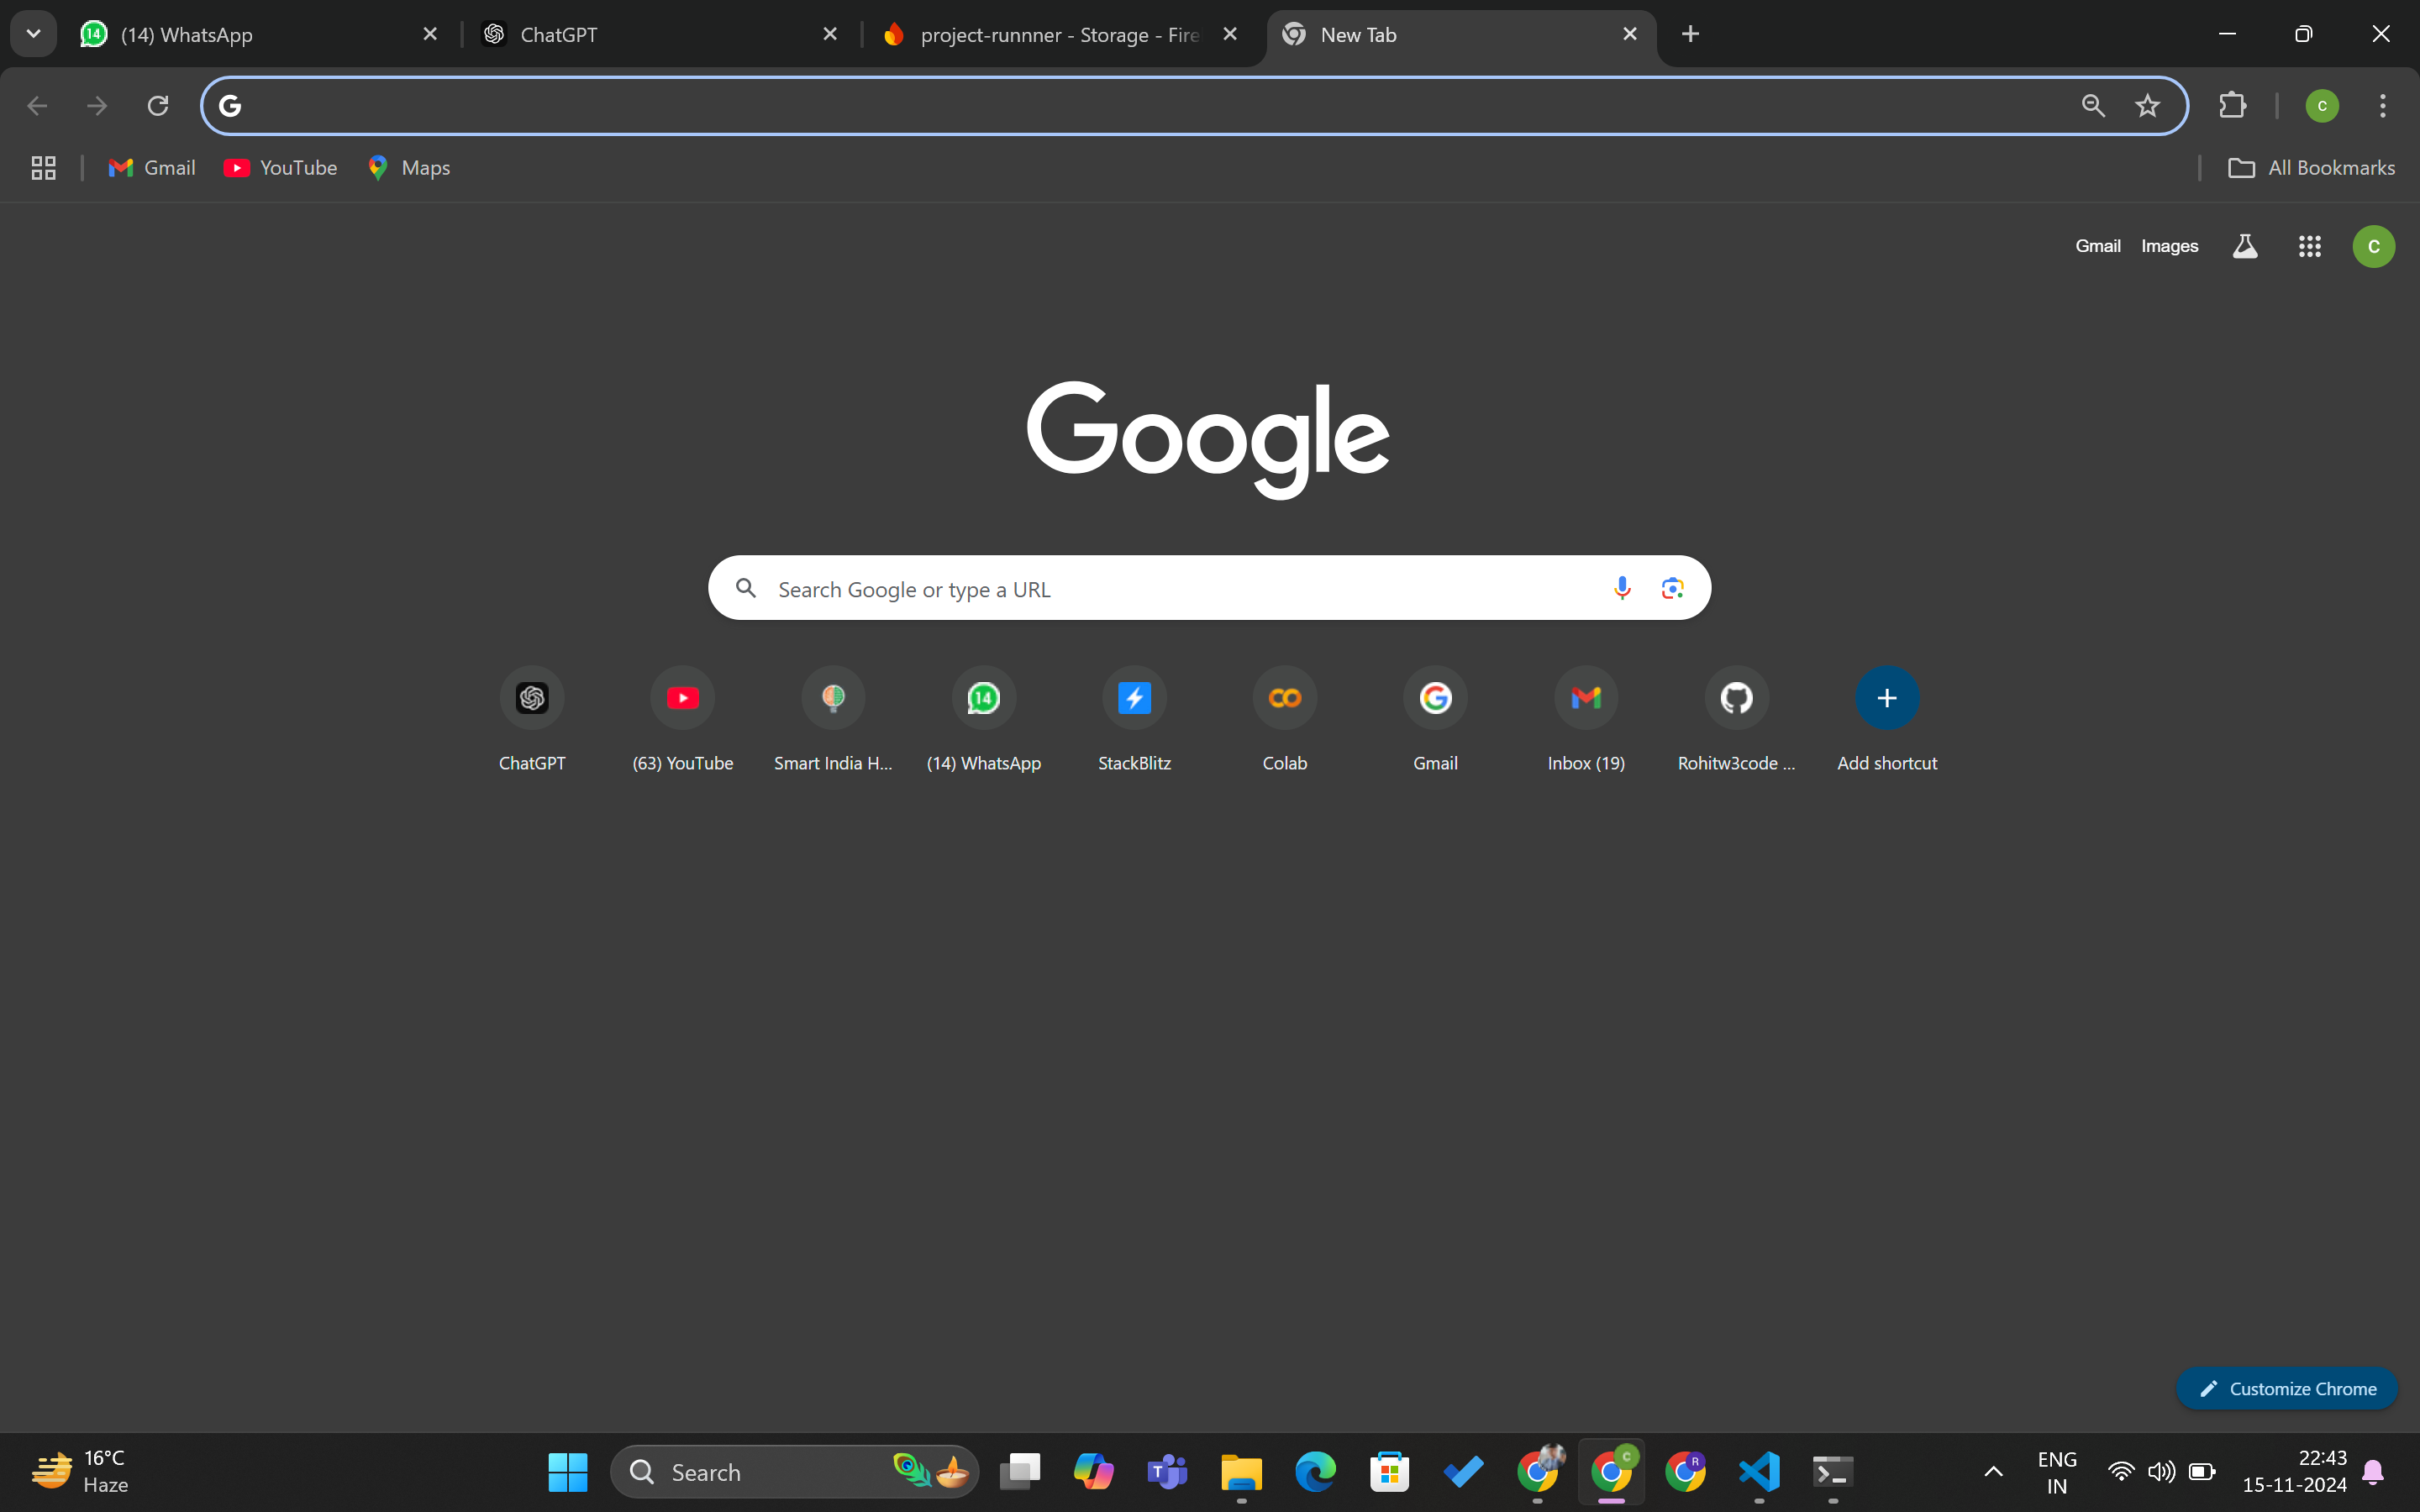 14 (14) WhatsApp
ChatGPT
project-runnner - Storage - Fire
New Tab
C
Gmail YouTube Maps All Bookmarks
Gmail Images C
Google
Search Google or type a URL
14
ChatGPT (63) YouTube Smart India H... (14) WhatsApp StackBlitz Colab Gmail Inbox (19) Rohitw3code ... Add shortcut
Customize Chrome
16°C
Haze
Search
T
C
R
ENG
IN
22:43
15-11-2024